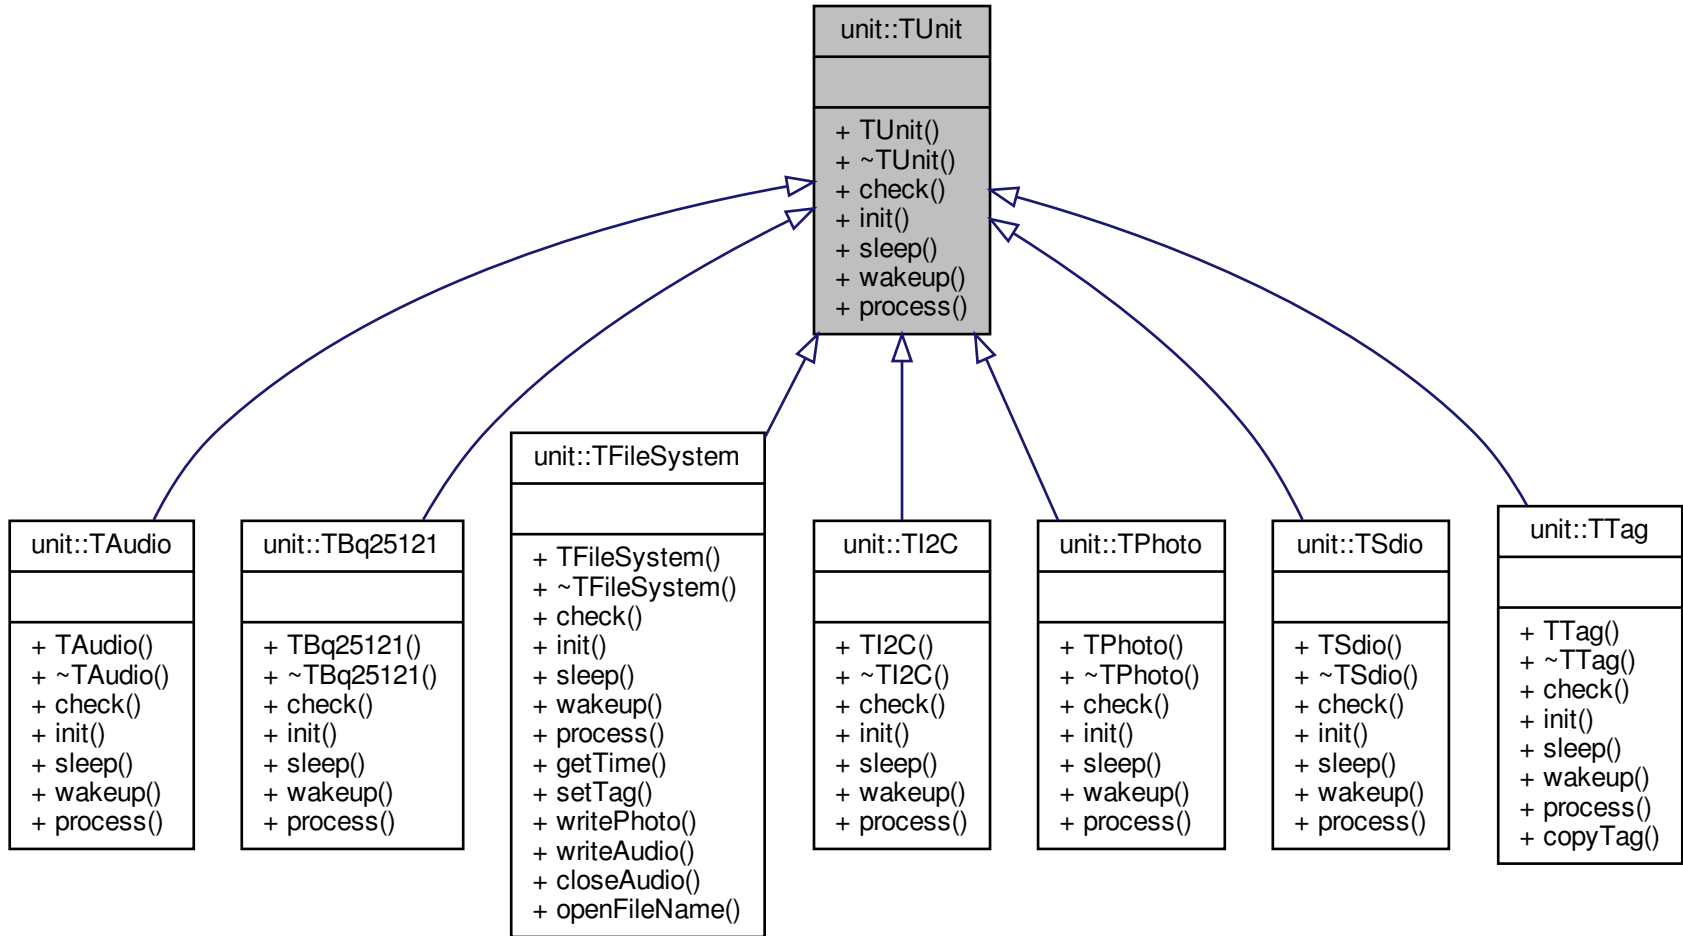 unit::TUnit
+ TUnit()
+ ~TUnit()
+ check()
+ init()
+ sleep()
+ wakeup()
+ process()
unit::TAudio
+ TAudio()
+ ~TAudio()
+ check()
+ init()
+ sleep()
+ wakeup()
+ process()
unit::TBq25121
+ TBq25121()
+ ~TBq25121()
+ check()
+ init()
+ sleep()
+ wakeup()
+ process()
unit::TFileSystem
+ TFileSystem()
+ ~TFileSystem()
+ check()
+ init()
+ sleep()
+ wakeup()
+ process()
+ getTime()
+ setTag()
+ writePhoto()
+ writeAudio()
+ closeAudio()
+ openFileName()
unit::TI2C
+ TI2C()
+ ~TI2C()
+ check()
+ init()
+ sleep()
+ wakeup()
+ process()
unit::TPhoto
+ TPhoto()
+ ~TPhoto()
+ check()
+ init()
+ sleep()
+ wakeup()
+ process()
unit::TSdio
+ TSdio()
+ ~TSdio()
+ check()
+ init()
+ sleep()
+ wakeup()
+ process()
unit::TTag
+ TTag()
+ ~TTag()
+ check()
+ init()
+ sleep()
+ wakeup()
+ process()
+ copyTag()